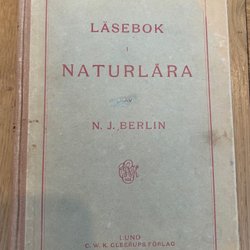 LÄSEBOK
I
NATURLÄRA
AV
N. J. BERLIN
LUND
C. W. K. GLEERUPS FÖRLAG